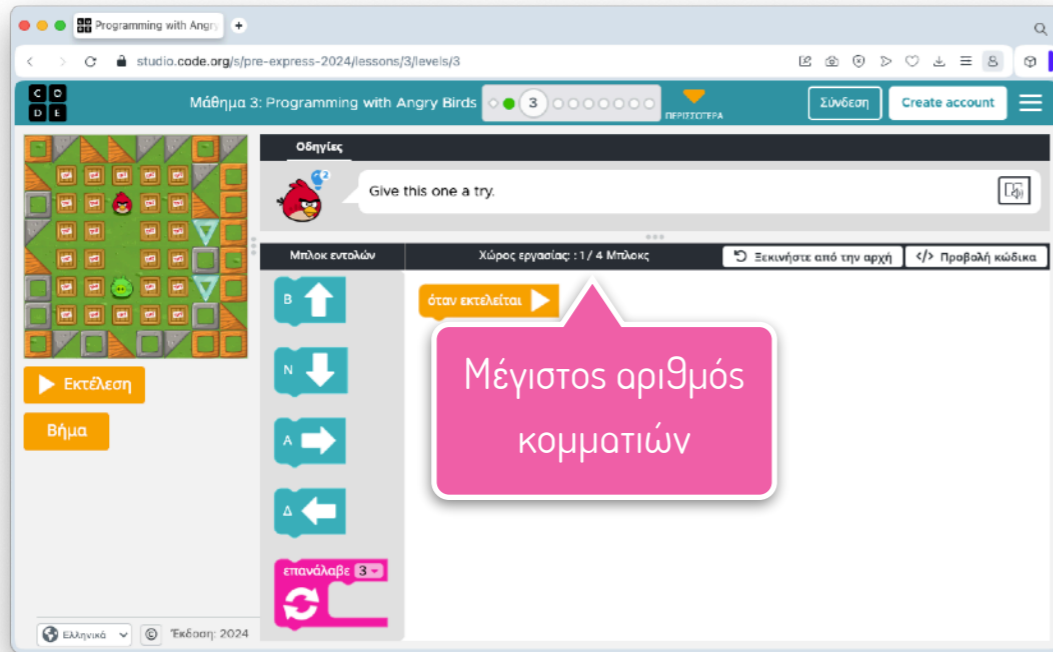 Programming with Angry
studio.code.org/s/pre-express-2024/lessons/3/levels/3
C O
D E
Μάθημα 3: Programming with Angry Birds
3
ΠΕΡΙΣΣΟΤΕΡΑ
Σύνδεση
Create account
Οδηγίες
2
Give this one a try.
Μπλοκ εντολών
Χώρος εργασίας: : 1 / 4 Μπλοκς
Ξεκινήστε από την αρχή
</> Προβολή κώδικα
Β
όταν εκτελείται
Μέγιστος αριθμός
κομματιών
Ν
Α
Δ
επανάλαβε 3
Εκτέλεση
Βήμα
Ελληνικά
© Έκδοση: 2024